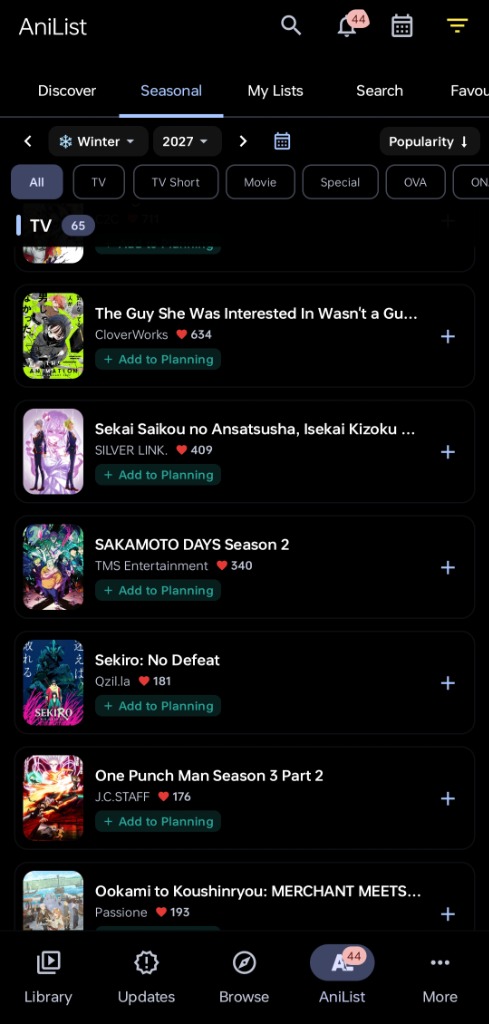 AniList
44
Discover
Seasonal
My Lists
Search
Favou
Winter
2027
Popularity ↓
All
TV
TV Short
Movie
Special
OVA
ON
TV 65
The Guy She Was Interested In Wasn't a Gu...
CloverWorks 634
+ Add to Planning
Sekai Saikou no Ansatsusha, Isekai Kizoku ...
SILVER LINK. 409
+ Add to Planning
SAKAMOTO DAYS Season 2
TMS Entertainment 340
+ Add to Planning
SEKIRO
Sekiro: No Defeat
Qzil.la 181
+ Add to Planning
One Punch Man Season 3 Part 2
J.C.STAFF 176
+ Add to Planning
Ookami to Koushinryou: MERCHANT MEETS...
Passione 193
Library
Updates
Browse
44
AniList
More